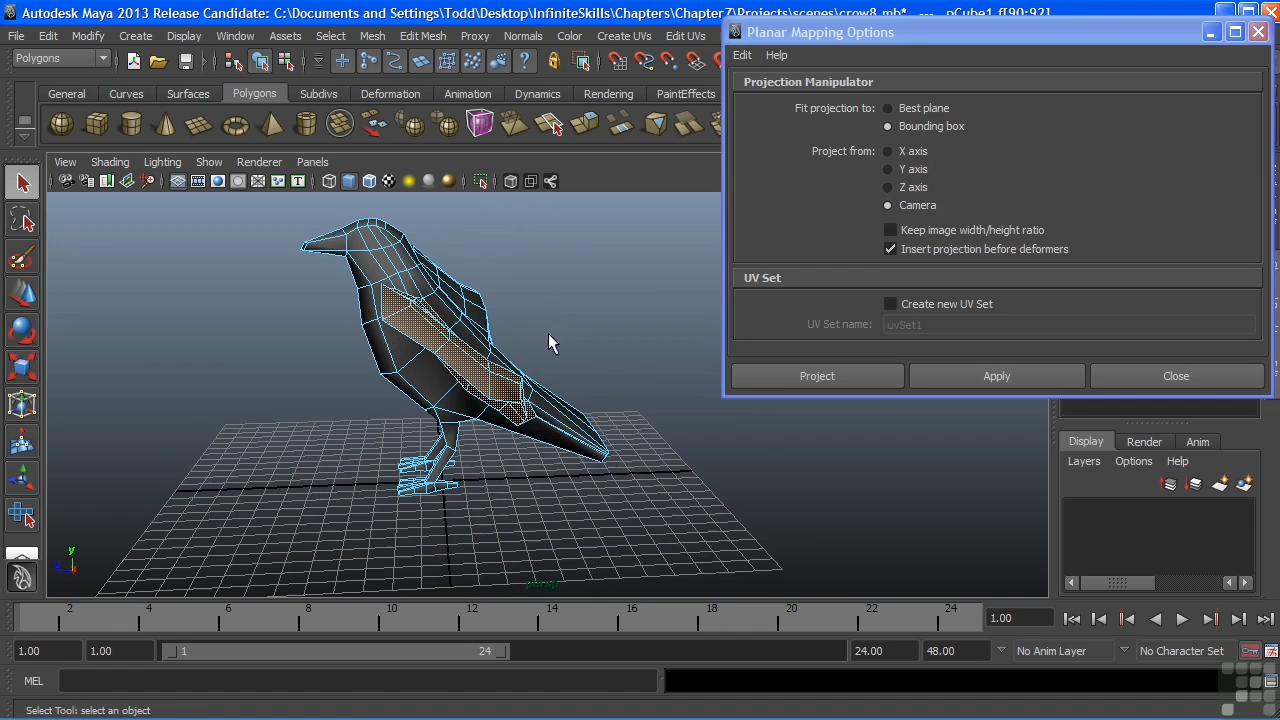 Autodesk Maya 2013 Release Candidate: C:\Documents and Settings\Todd\Desktop\InfiniteSkills\Chapters\Chapter7\Projects\scenes\crow8.mb* --- pCube1.f[90:92]
File Edit Modify Create Display Window Assets Select Mesh Edit Mesh Proxy Normals Color Create UVs Edit UVs
Polygons
General Curves Surfaces Polygons Subdivs Deformation Animation Dynamics Rendering PaintEffects
View Shading Lighting Show Renderer Panels
Planar Mapping Options
Edit Help
Projection Manipulator
Fit projection to: Best plane
Bounding box
Project from: X axis
Y axis
Z axis
Camera
Keep image width/height ratio
Insert projection before deformers
UV Set
Create new UV Set
UV Set name: uvSet1
Project Apply Close
Display Render Anim
Layers Options Help
y
persp
2 4 6 8 10 12 14 16 18 20 22 24 1.00
1.00 1.00 1 24 24.00 48.00 No Anim Layer No Character Set
MEL
Select Tool: select an object